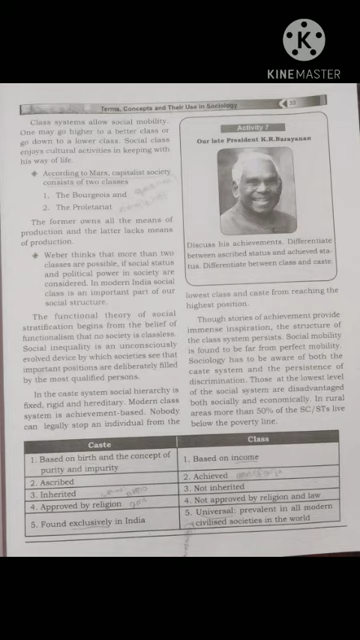 KINEMASTER
Terms, Concepts and Their Use in Sociology
33
Class systems allow social mobility.
One may go higher to a better class or
go down to a lower class. Social class
enjoys cultural activities in keeping with
his way of life.
According to Marx, capitalist society
consists of two classes
1. The Bourgeois and
2. The Proletariat
The former owns all the means of
production and the latter lacks means
of production.
Weber thinks that more than two
classes are possible, if social status
and political power in society are
considered. In modern India social
class is an important part of our
social structure.
The functional theory of social
stratification begins from the belief of
functionalism that no society is classless.
Social inequality is an unconsciously
evolved device by which societies see that
important positions are deliberately filled
by the most qualified persons.
In the caste system social hierarchy is
fixed, rigid and hereditary. Modern class
system is achievement-based. Nobody
can legally stop an individual from the
Activity 7
Our late President K.R.Narayanan
Discuss his achievements. Differentiate
between ascribed status and achieved sta-
tus. Differentiate between class and caste.
lowest class and caste from reaching the
highest position.
Though stories of achievement provide
immense inspiration, the structure of
the class system persists. Social mobility
is found to be far from perfect mobility.
Sociology has to be aware of both the
caste system and the persistence of
discrimination. Those at the lowest level
of the social system are disadvantaged
both socially and economically. In rural
areas more than 50% of the SC/STs live
below the poverty line.
Caste
Class
1. Based on birth and the concept of
purity and impurity
1. Based on income
2. Ascribed
2. Achieved
3. Inherited
3. Not inherited
4. Approved by religion
4. Not approved by religion and law
5. Found exclusively in India
5. Universal: prevalent in all modern
civilised societies in the world